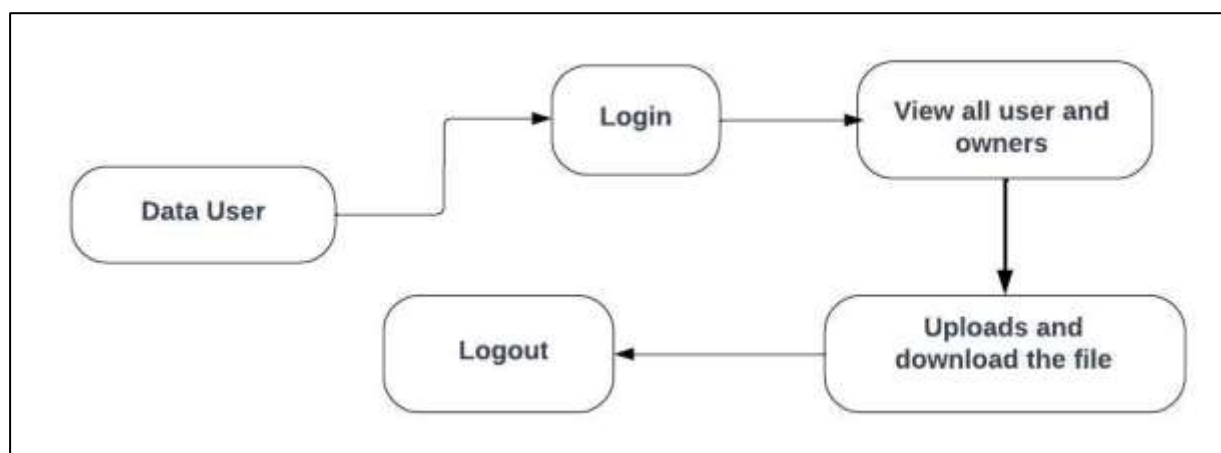 Data User
Login
View all user and
owners
Uploads and
download the file
Logout